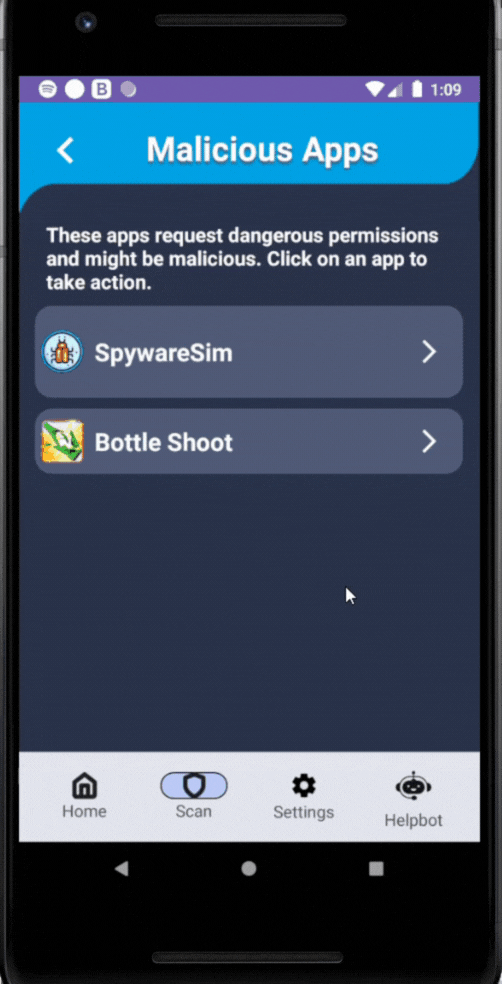 B 1:09
Malicious Apps
These apps request dangerous permissions
and might be malicious. Click on an app to
take action.
SpywareSim
Bottle Shoot
Home Scan Settings Helpbot